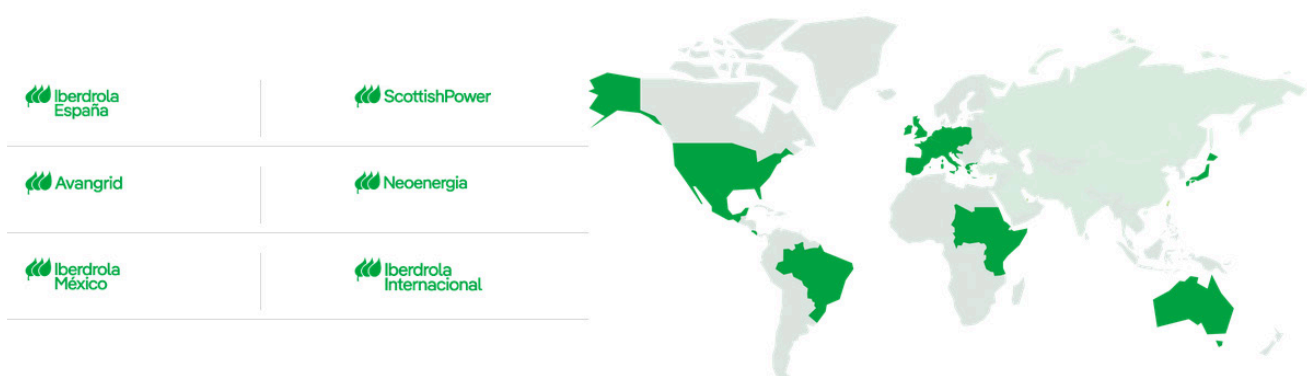 Iberdrola
España
ScottishPower
Avangrid
Neoenergia
Iberdrola
México
Iberdrola
Internacional